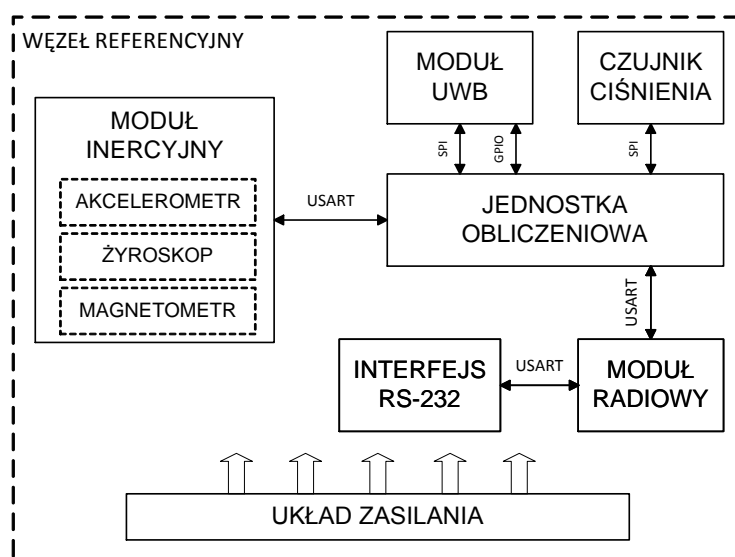 WĘZEŁ REFERENCYJNY
MODUŁ
UWB
CZUJNIK
CIŚNIENIA
MODUŁ
INERCYJNY
AKCELEROMETR
ŻYROSKOP
MAGNETOMETR
SPI
GPIO
SPI
USART
JEDNOSTKA
OBLICZENIOWA
USART
INTERFEJS
RS-232
USART
MODUŁ
RADIOWY
UKŁAD ZASILANIA